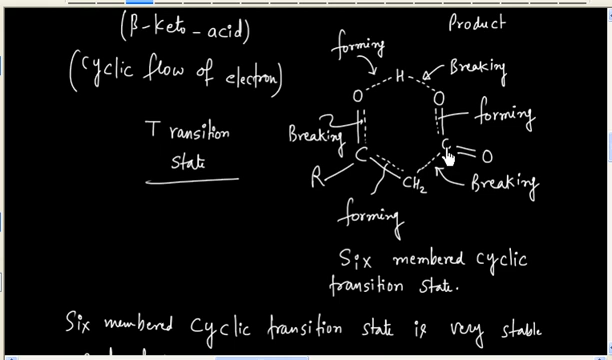 (β-Keto-acid)
Product
(Cyclic flow of electron)
forming
H
Breaking
O
O
forming
Transition
State
Breaking
C
C
O
R
CH2
Breaking
forming
Six membered cyclic
transition state.
Six membered cyclic transition state is very stable